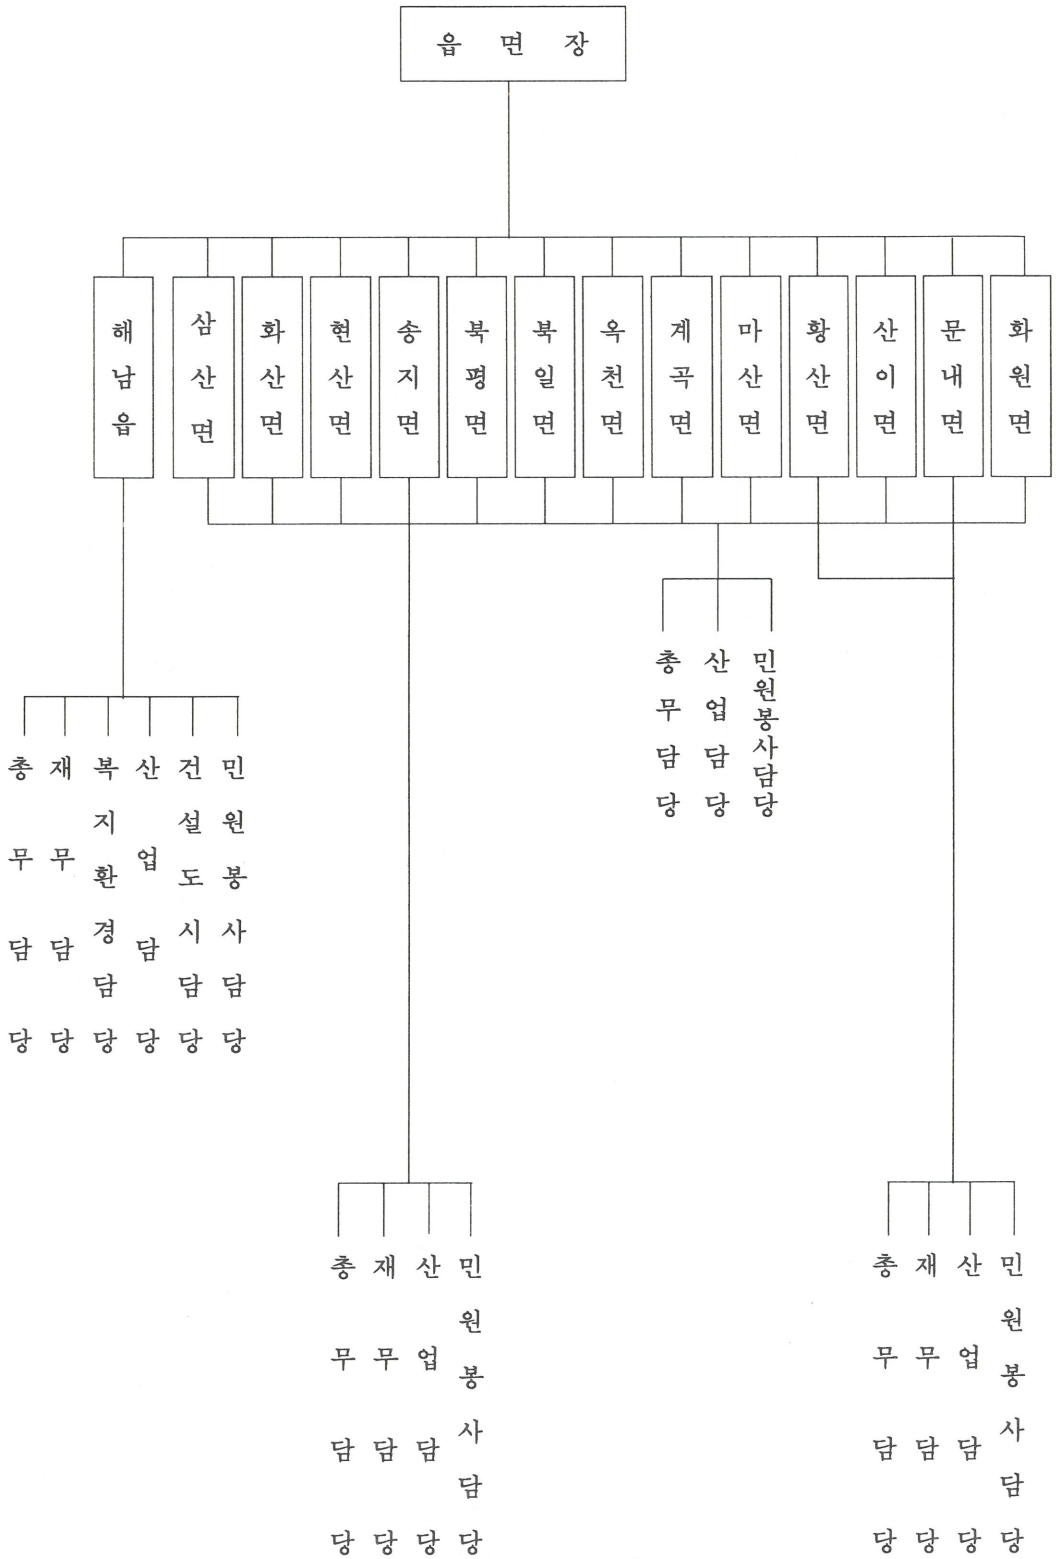 읍 면 장
해남읍
삼산면
화산면
현산면
송지면
북평면
북일면
옥천면
계곡면
마산면
황산면
산이면
문내면
화원면
총무담당
산업담당
민원봉사담당
총무담당
재무담당
복지환경담당
산업담당
건설도시담당
민원봉사담당
총무담당
재무담당
산업담당
민원봉사담당
총무담당
재무담당
산업담당
민원봉사담당